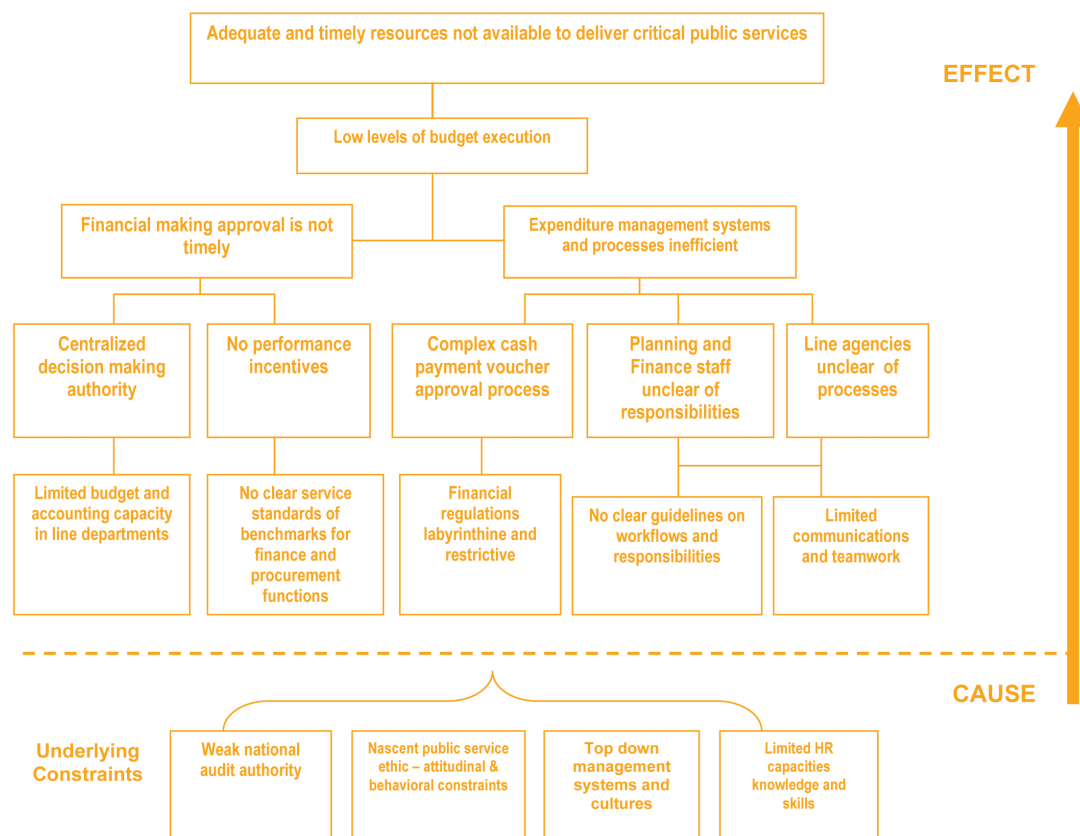 Adequate and timely resources not available to deliver critical public services
EFFECT
Low levels of budget execution
Financial making approval is not
timely
Expenditure management systems
and processes inefficient
Centralized
decision making
authority
No performance
incentives
Complex cash
payment voucher
approval process
Planning and
Finance staff
unclear of
responsibilities
Line agencies
unclear of
processes
Limited budget and
accounting capacity
in line departments
No clear service
standards of
benchmarks for
finance and
procurement
functions
Financial
regulations
labyrinthine and
restrictive
No clear guidelines on
workflows and
responsibilities
Limited
communications
and teamwork
CAUSE
Underlying
Constraints
Weak national
audit authority
Nascent public service
ethic – attitudinal &
behavioral constraints
Top down
management
systems and
cultures
Limited HR
capacities
knowledge and
skills